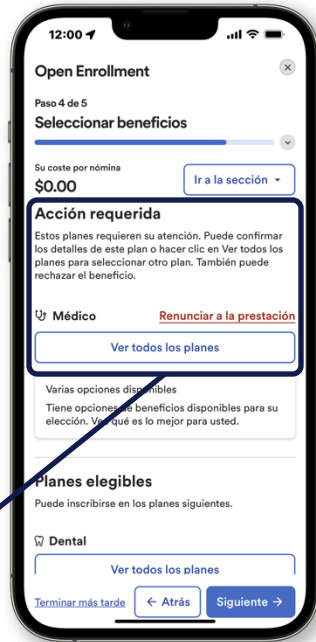 12:00
Open Enrollment
Paso 4 de 5
Seleccionar beneficios
Su coste por nómina
$0.00
Ir a la sección
Acción requerida
Estos planes requieren su atención. Puede confirmar
los detalles de este plan o hacer clic en Ver todos los
planes para seleccionar otro plan. También puede
rechazar el beneficio.
Médico
Renunciar a la prestación
Ver todos los planes
Varias opciones disponibles
Tiene opciones de beneficios disponibles para su
elección. Vea qué es lo mejor para usted.
Planes elegibles
Puede inscribirse en los planes siguientes.
Dental
Ver todos los planes
Terminar más tarde
← Atrás
Siguiente →